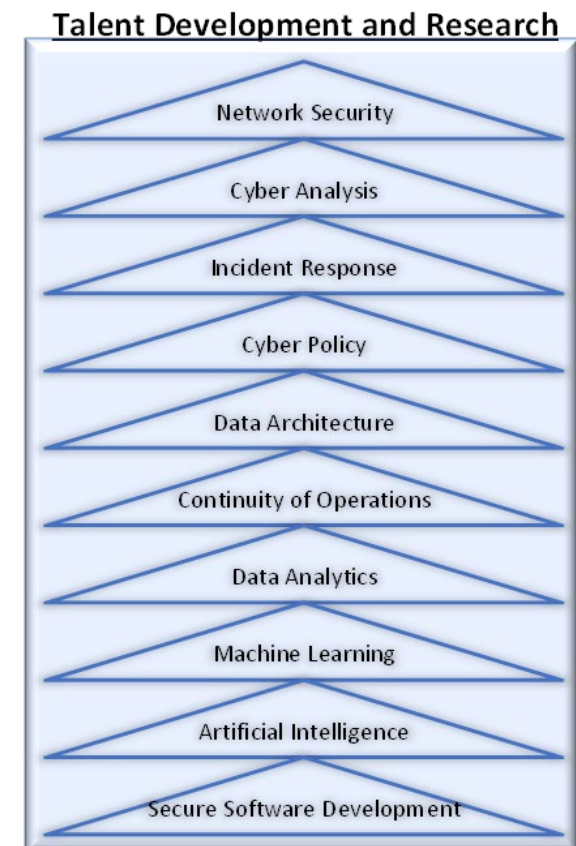 Talent Development and Research
Network Security
Cyber Analysis
Incident Response
Cyber Policy
Data Architecture
Continuity of Operations
Data Analytics
Machine Learning
Artificial Intelligence
Secure Software Development